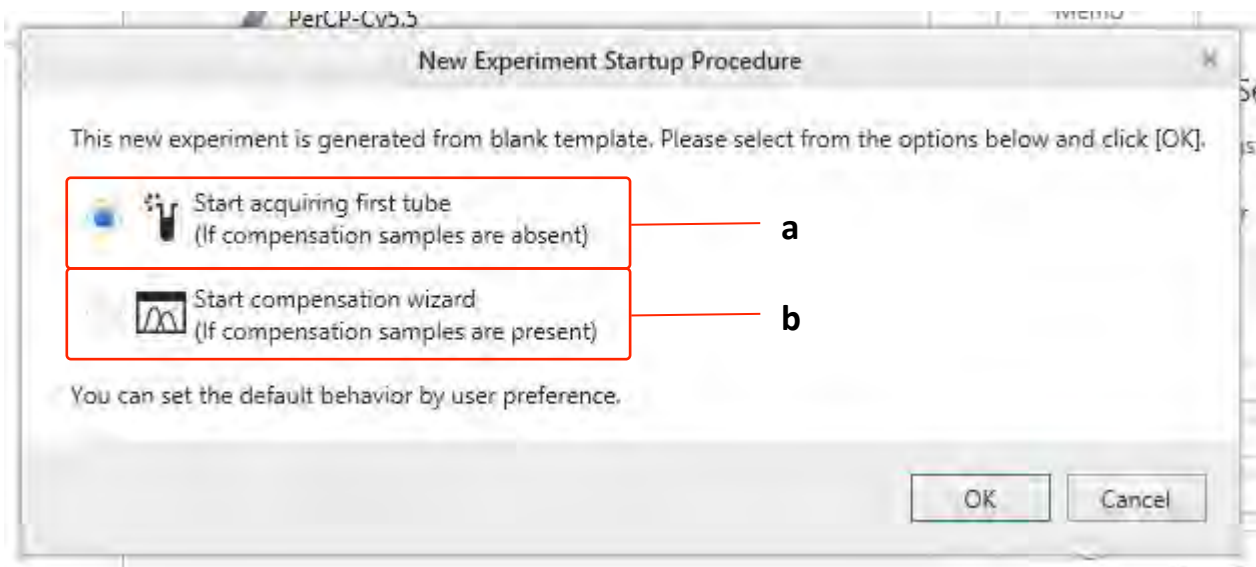 PerCP-Cy5.5
Memo
New Experiment Startup Procedure
This new experiment is generated from blank template. Please select from the options below and click [OK].
Start acquiring first tube
(If compensation samples are absent)
a
Start compensation wizard
(If compensation samples are present)
b
You can set the default behavior by user preference.
OK
Cancel